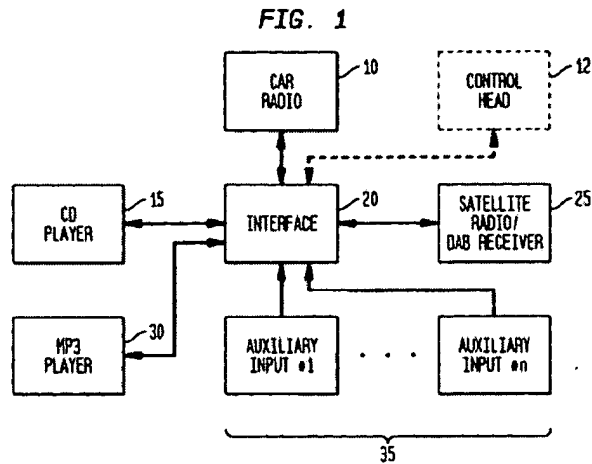 FIG. 1
CAR
RADIO
10
CONTROL
HEAD
12
CD
PLAYER
15
INTERFACE
20
SATELLITE
RADIO/
DAB RECEIVER
25
MP3
PLAYER
30
AUXILIARY
INPUT #1
. . .
AUXILIARY
INPUT #n
35